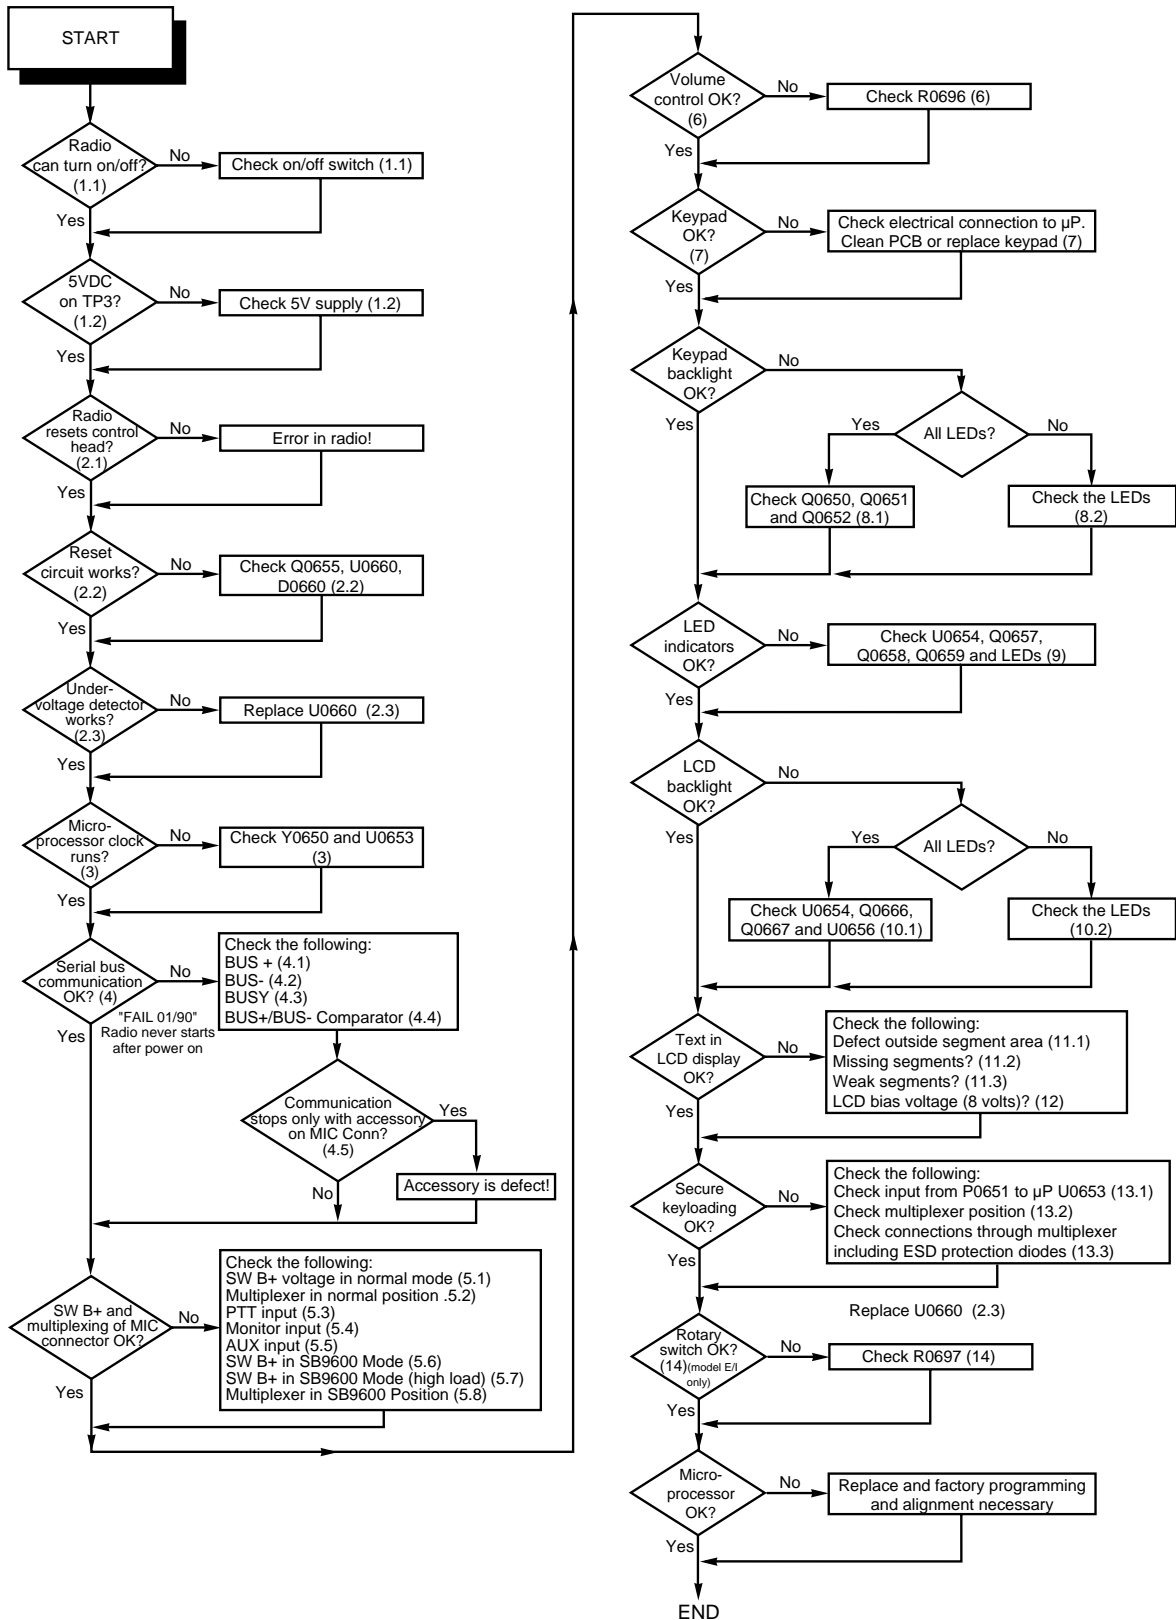 START
Radio
can turn on/off?
(1.1)
No
Check on/off switch (1.1)
Yes
5VDC
on TP3?
(1.2)
No
Check 5V supply (1.2)
Yes
Radio
resets control
head?
(2.1)
No
Error in radio!
Yes
Reset
circuit works?
(2.2)
No
Check Q0655, U0660,
D0660 (2.2)
Yes
Under-
voltage detector
works?
(2.3)
No
Replace U0660 (2.3)
Yes
Micro-
processor clock
runs?
(3)
No
Check Y0650 and U0653
(3)
Yes
Serial bus
communication
OK? (4)
No
Check the following:
BUS + (4.1)
BUS- (4.2)
BUSY (4.3)
BUS+/BUS- Comparator (4.4)
Yes
"FAIL 01/90"
Radio never starts
after power on
Communication
stops only with accessory
on MIC Conn?
(4.5)
Yes
Accessory is defect!
No
SW B+ and
multiplexing of MIC
connector OK?
No
Check the following:
SW B+ voltage in normal mode (5.1)
Multiplexer in normal position .5.2)
PTT input (5.3)
Monitor input (5.4)
AUX input (5.5)
SW B+ in SB9600 Mode (5.6)
SW B+ in SB9600 Mode (high load) (5.7)
Multiplexer in SB9600 Position (5.8)
Yes
Volume
control OK?
(6)
No
Check R0696 (6)
Yes
Keypad
OK?
(7)
No
Check electrical connection to µP.
Clean PCB or replace keypad (7)
Yes
Keypad
backlight
OK?
No
Yes
All LEDs?
Yes
No
Check Q0650, Q0651
and Q0652 (8.1)
Check the LEDs
(8.2)
LED
indicators
OK?
No
Check U0654, Q0657,
Q0658, Q0659 and LEDs (9)
Yes
LCD
backlight
OK?
No
Yes
All LEDs?
Yes
No
Check U0654, Q0666,
Q0667 and U0656 (10.1)
Check the LEDs
(10.2)
Text in
LCD display
OK?
No
Check the following:
Defect outside segment area (11.1)
Missing segments? (11.2)
Weak segments? (11.3)
LCD bias voltage (8 volts)? (12)
Yes
Secure
keyloading
OK?
No
Check the following:
Check input from P0651 to µP U0653 (13.1)
Check multiplexer position (13.2)
Check connections through multiplexer
including ESD protection diodes (13.3)
Yes
Replace U0660 (2.3)
Rotary
switch OK?
(14)(model E/I
only)
No
Check R0697 (14)
Yes
Micro-
processor
OK?
No
Replace and factory programming
and alignment necessary
Yes
END